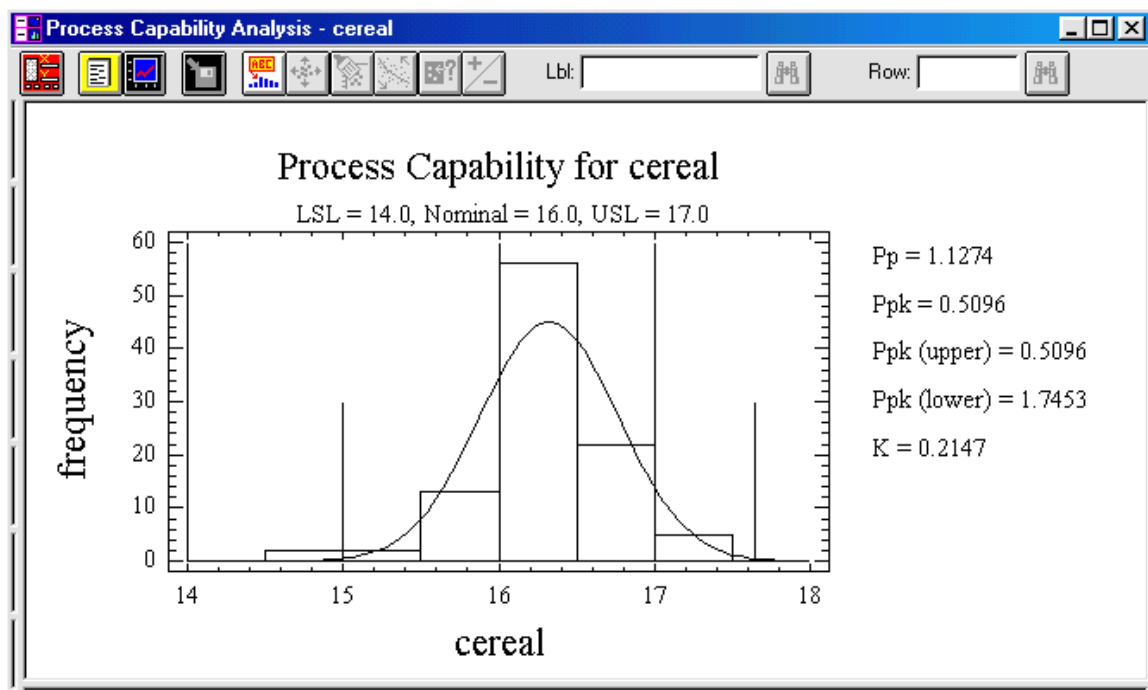 Process Capability Analysis - cereal
ABC
Lbl:
Row:
Process Capability for cereal
LSL = 14.0, Nominal = 16.0, USL = 17.0
frequency
60
50
40
30
20
10
0
14 15 16 17 18
cereal
Pp = 1.1274
Ppk = 0.5096
Ppk (upper) = 0.5096
Ppk (lower) = 1.7453
K = 0.2147